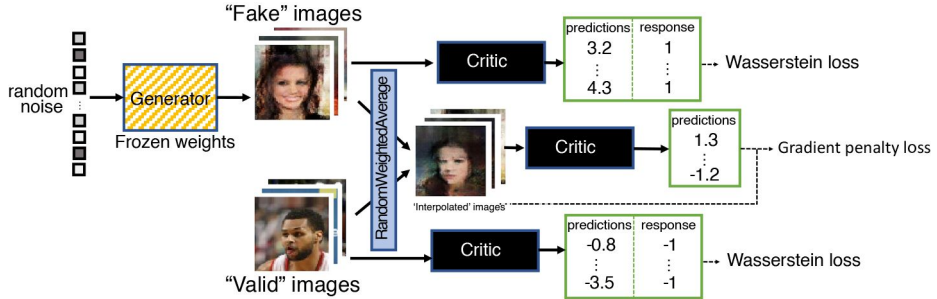 "Fake" images
random
noise
Generator
Frozen weights
RandomWeightedAverage
Critic
predictions response
3.2 1
4.3 1
Wasserstein loss
'Interpolated' images
Critic
predictions
1.3
-1.2
Gradient penalty loss
"Valid" images
Critic
predictions response
-0.8 -1
-3.5 -1
Wasserstein loss